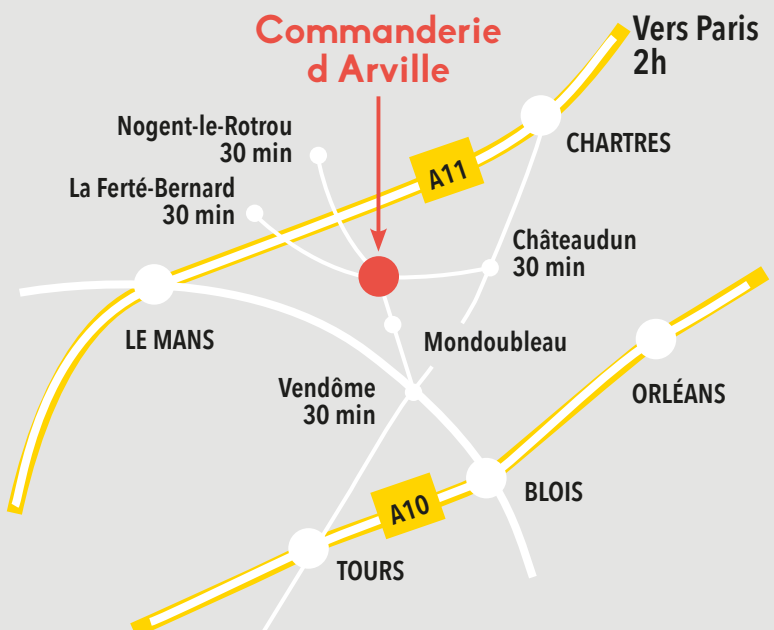 Commanderie
d Arville
Vers Paris
2h
Nogent-le-Rotrou
30 min
CHARTRES
A11
La Ferté-Bernard
30 min
Châteaudun
30 min
LE MANS
Mondoubleau
Vendôme
30 min
ORLÉANS
BLOIS
A10
TOURS